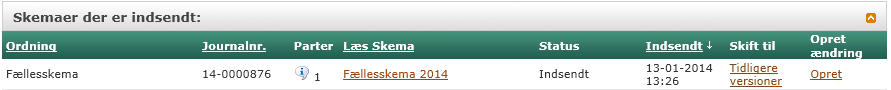 Skemaer der er indsendt:
Ordning Journalnr. Parter Læs Skema Status Indsendt ↓ Skift til Opret ændring
Fællesskema 14-0000876 1 Fællesskema 2014 Indsendt 13-01-2014 13:26 Tidligere versioner Opret